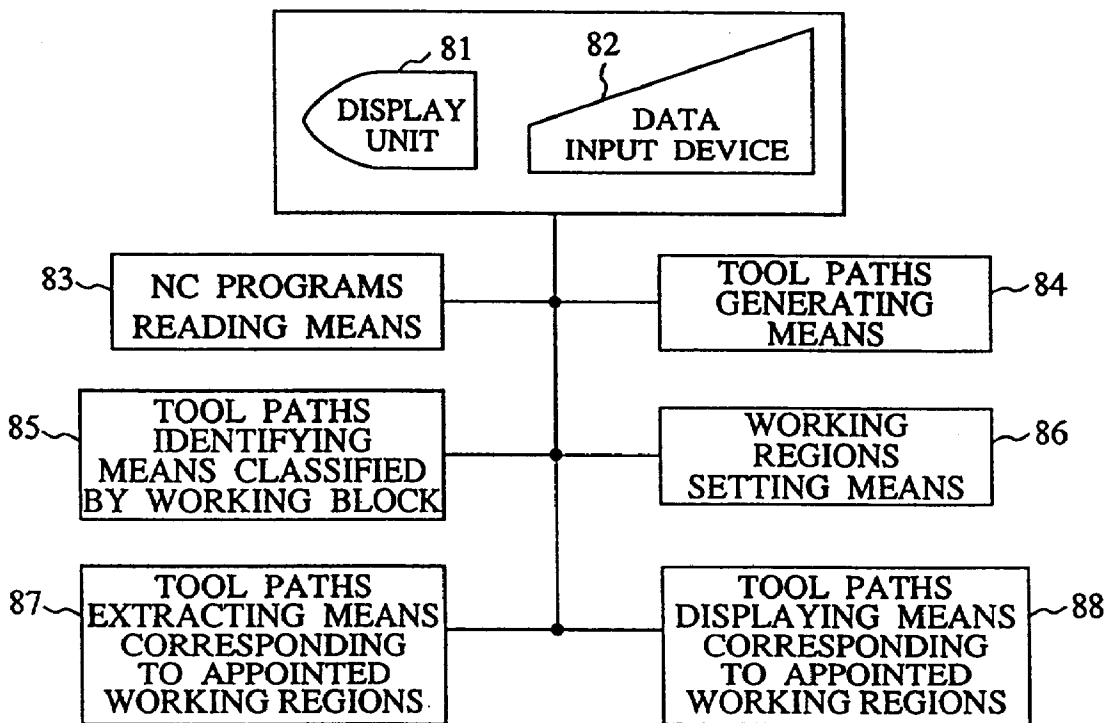 81
DISPLAY
UNIT
82
DATA
INPUT DEVICE
83
NC PROGRAMS
READING MEANS
TOOL PATHS
GENERATING
MEANS
84
85
TOOL PATHS
IDENTIFYING
MEANS CLASSIFIED
BY WORKING BLOCK
WORKING
REGIONS
SETTING MEANS
86
87
TOOL PATHS
EXTRACTING MEANS
CORRESPONDING
TO APPOINTED
WORKING REGIONS
TOOL PATHS
DISPLAYING MEANS
CORRESPONDING
TO APPOINTED
WORKING REGIONS
88